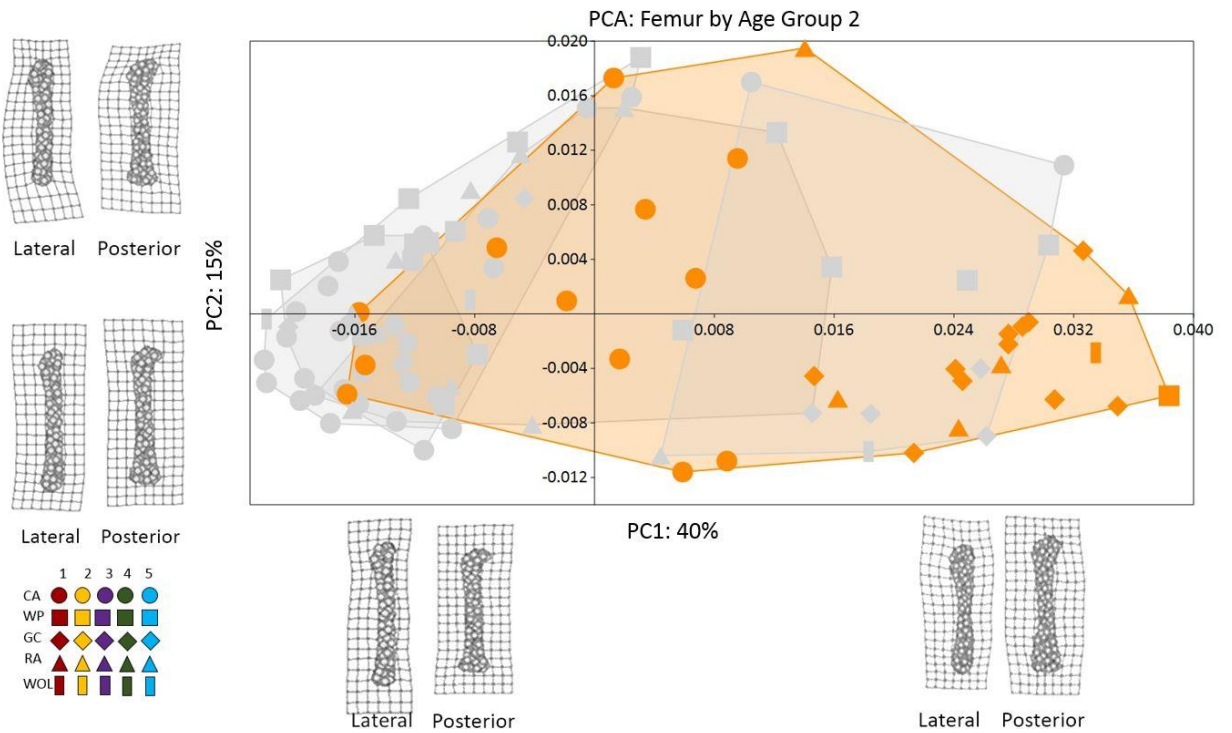 PCA: Femur by Age Group 2
0.020
0.016
0.012
0.008
0.004
-0.016 -0.008 0.008 0.016 0.024 0.032 0.040
-0.004
-0.008
-0.012
PC2: 15%
PC1: 40%
Lateral Posterior
Lateral Posterior
Lateral Posterior
Lateral Posterior
1 2 3 4 5
CA
WP
GC
RA
WOL